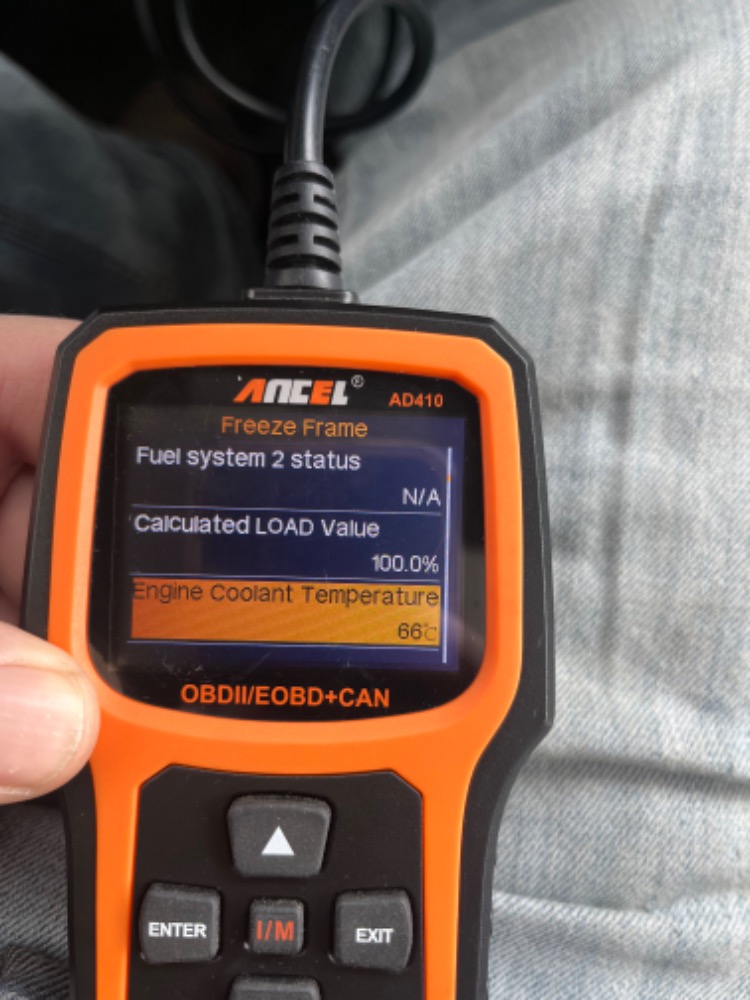 ANCEL® AD410
Freeze Frame
Fuel system 2 status
N/A
Calculated LOAD Value
100.0%
Engine Coolant Temperature
66℃
OBDII/EOBD+CAN
ENTER I/M EXIT